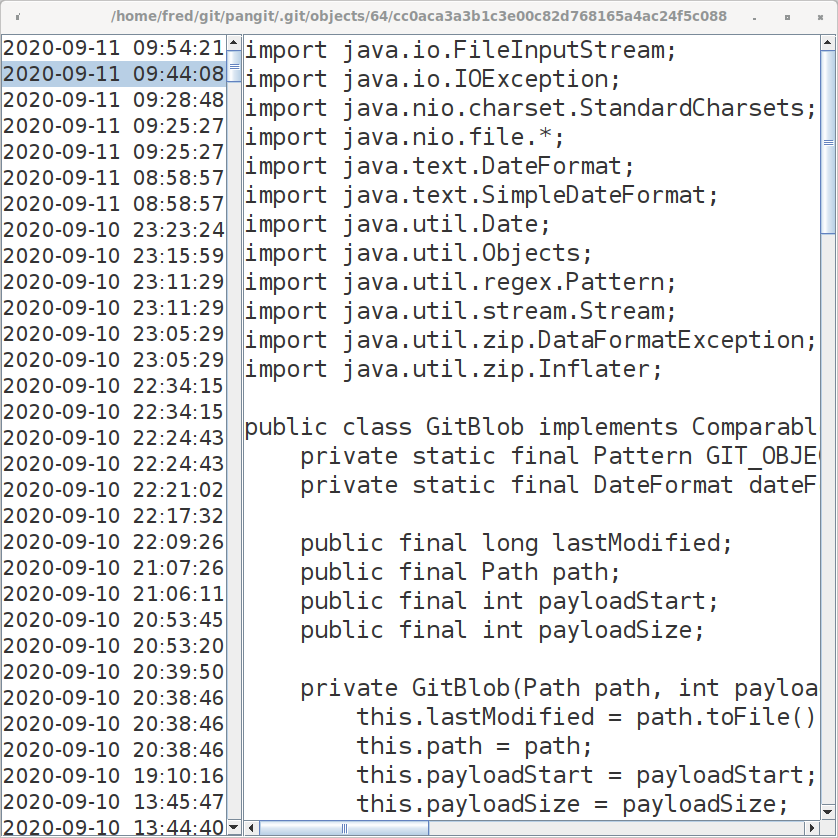 /home/fred/git/pangit/.git/objects/64/cc0aca3a3b1c3e00c82d768165a4ac24f5c088
2020-09-11 09:54:21
2020-09-11 09:44:08
2020-09-11 09:28:48
2020-09-11 09:25:27
2020-09-11 09:25:27
2020-09-11 08:58:57
2020-09-11 08:58:57
2020-09-10 23:23:24
2020-09-10 23:15:59
2020-09-10 23:11:29
2020-09-10 23:11:29
2020-09-10 23:05:29
2020-09-10 23:05:29
2020-09-10 22:34:15
2020-09-10 22:34:15
2020-09-10 22:24:43
2020-09-10 22:24:43
2020-09-10 22:21:02
2020-09-10 22:17:32
2020-09-10 22:09:26
2020-09-10 21:07:26
2020-09-10 21:06:11
2020-09-10 20:53:45
2020-09-10 20:53:20
2020-09-10 20:39:50
2020-09-10 20:38:46
2020-09-10 20:38:46
2020-09-10 20:38:46
2020-09-10 19:10:16
2020-09-10 13:45:47
2020-09-10 13:44:40
import java.io.FileInputStream;
import java.io.IOException;
import java.nio.charset.StandardCharsets;
import java.nio.file.*;
import java.text.DateFormat;
import java.text.SimpleDateFormat;
import java.util.Date;
import java.util.Objects;
import java.util.regex.Pattern;
import java.util.stream.Stream;
import java.util.zip.DataFormatException;
import java.util.zip.Inflater;
public class GitBlob implements Comparabl
private static final Pattern GIT_OBJE
private static final DateFormat dateF
public final long lastModified;
public final Path path;
public final int payloadStart;
public final int payloadSize;
private GitBlob(Path path, int payloa
this.lastModified = path.toFile()
this.path = path;
this.payloadStart = payloadStart;
this.payloadSize = payloadSize;